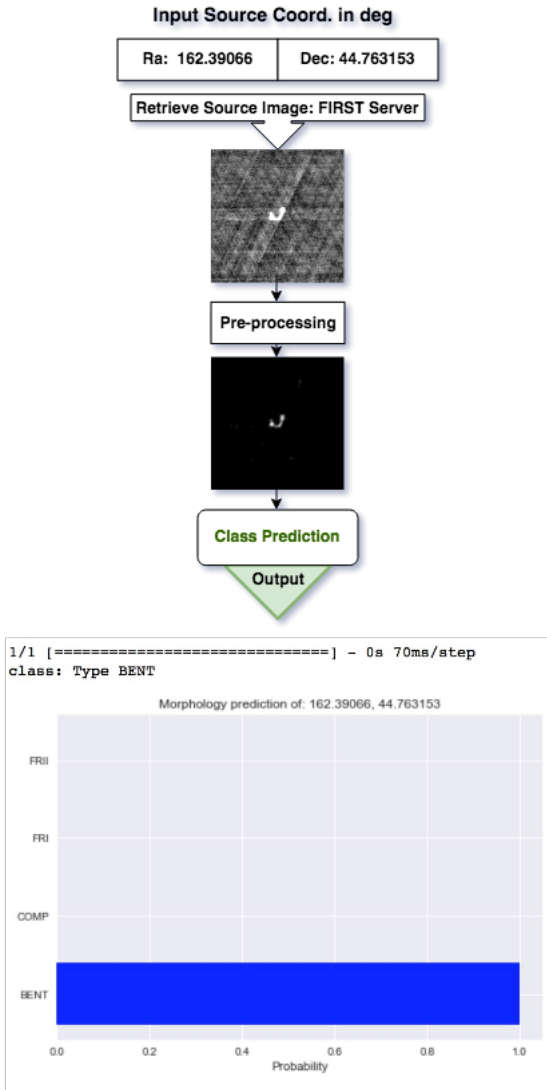 Input Source Coord. in deg
Ra: 162.39066
Dec: 44.763153
Retrieve Source Image: FIRST Server
Pre-processing
Class Prediction
Output
1/1 [==============================] - 0s 70ms/step
class: Type BENT
Morphology prediction of: 162.39066, 44.763153
FRII
FRI
COMP
BENT
0.0 0.2 0.4 0.6 0.8 1.0
Probability